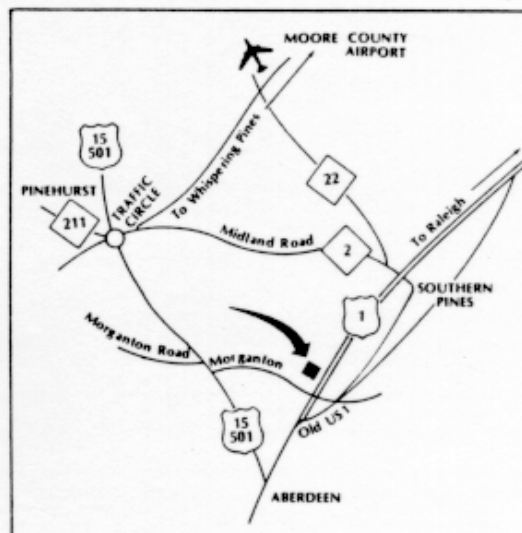 MOORE COUNTY
AIRPORT
15
501
To Whispering Pines
22
PINEHURST
211
TRAFFIC
CIRCLE
Midland Road
2
To Raleigh
SOUTHERN
PINES
1
Morganton Road
Morganton
Old US 1
15
501
ABERDEEN